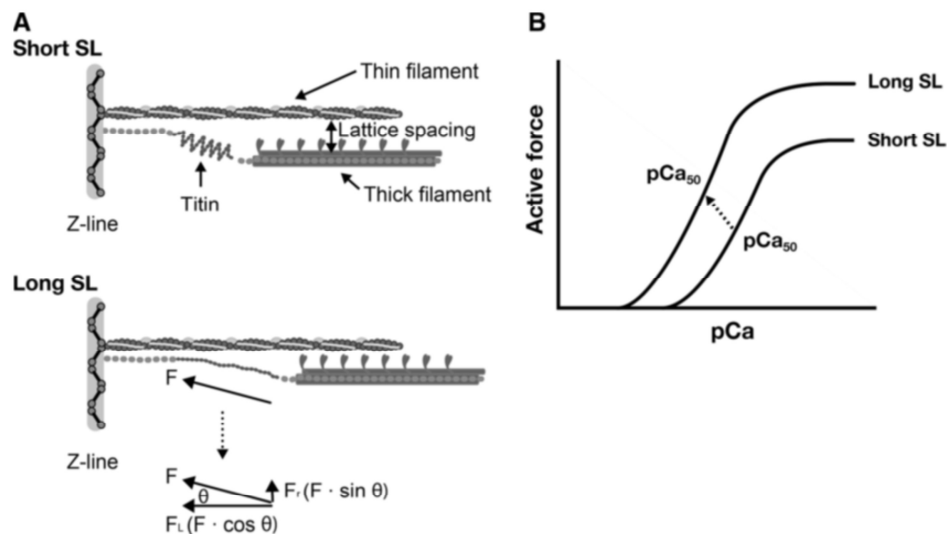 A
Short SL
Thin filament
Lattice spacing
Titin
Thick filament
Z-line
Long SL
F
Z-line
F
θ
Fᵣ (F · sin θ)
F_L (F · cos θ)
B
Active force
Long SL
Short SL
pCa₅₀
pCa₅₀
pCa